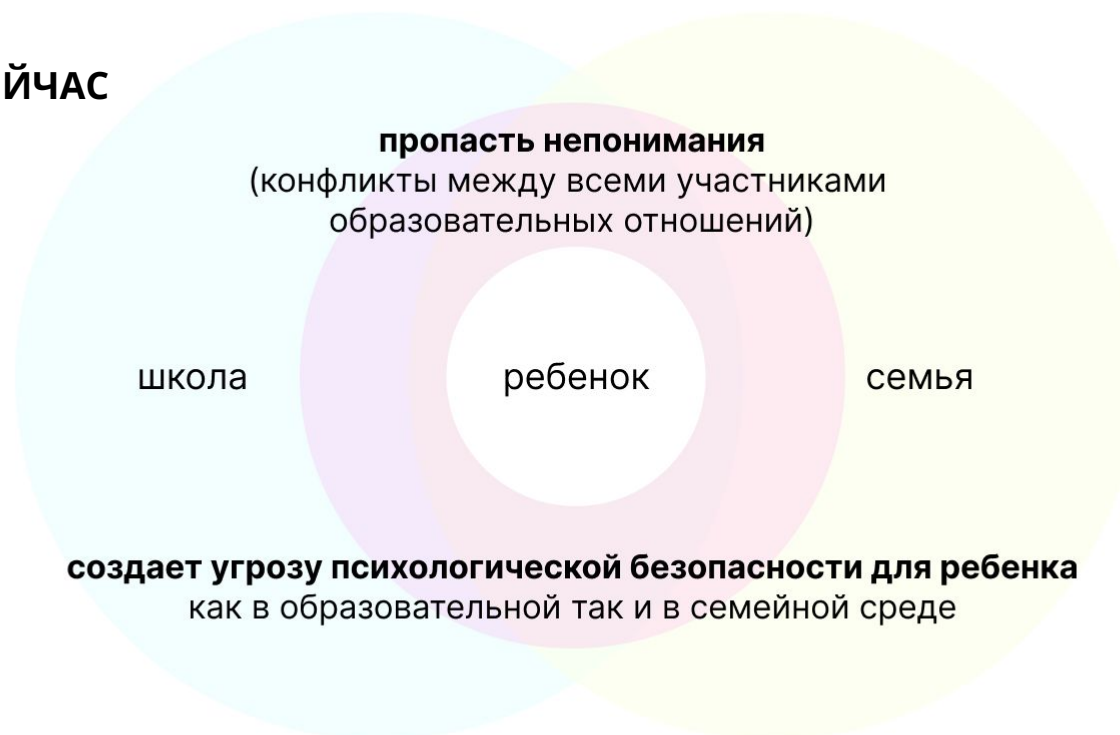 ЙЧАС
пропасть непонимания
(конфликты между всеми участниками
образовательных отношений)
школа
ребенок
семья
создает угрозу психологической безопасности для ребенка
как в образовательной так и в семейной среде